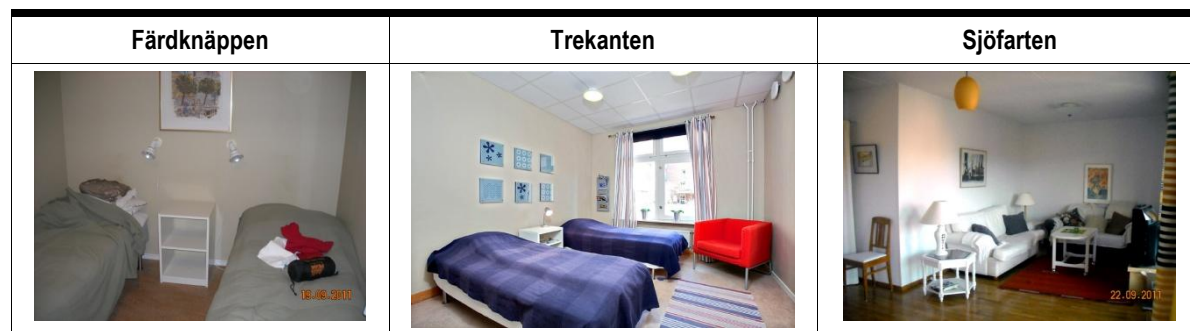 Färdknäppen
Trekanten
Sjöfarten
19.09.2011
22.09.2011